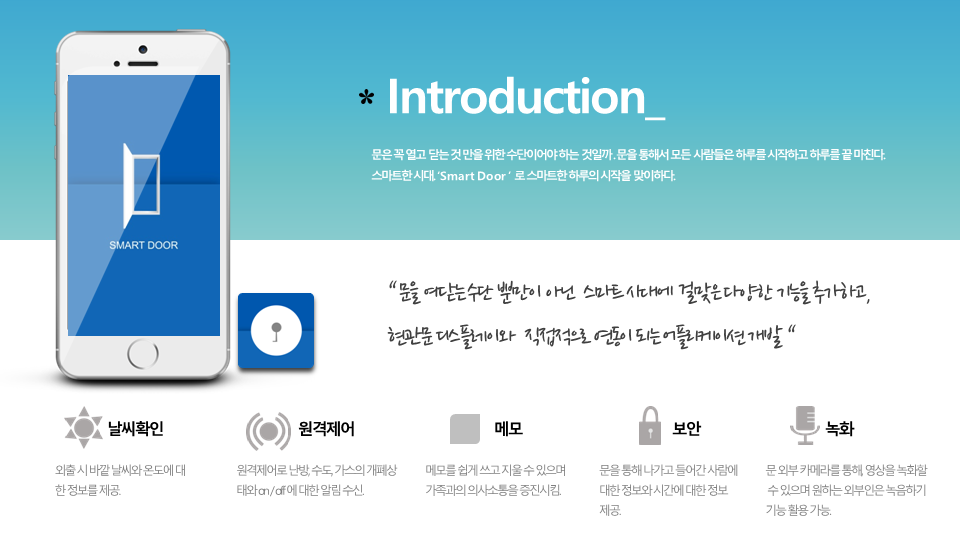 * Introduction_
문은 꼭 열고 닫는 것 만을 위한 수단이어야 하는 것일까. 문을 통해서 모든 사람들은 하루를 시작하고 하루를 끝 마친다.
스마트한 시대, ‘Smart Door ‘ 로 스마트한 하루의 시작을 맞이하다.
SMART DOOR
“ 문을 여닫는 수단 뿐만이 아닌 스마트 시대에 걸맞은 다양한 기능을 추가하고,
현관문 디스플레이와 직접적으로 연동이 되는 어플리케이션 개발 “
날씨확인
외출 시 바깥 날씨와 온도에 대
한 정보를 제공.
원격제어
원격제어로 난방, 수도, 가스의 개폐상
태와 on / off 에 대한 알림 수신.
메모
메모를 쉽게 쓰고 지울 수 있으며
가족과의 의사소통을 증진시킴.
보안
문을 통해 나가고 들어간 사람에
대한 정보와 시간에 대한 정보
제공.
녹화
문 외부 카메라를 통해, 영상을 녹화할
수 있으며 원하는 외부인은 녹음하기
기능 활용 가능.